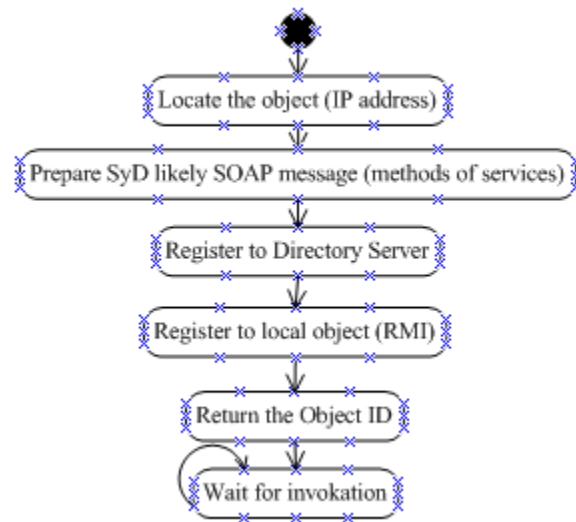 Locate the object (IP address)
Prepare SyD likely SOAP message (methods of services)
Register to Directory Server
Register to local object (RMI)
Return the Object ID
Wait for invokation